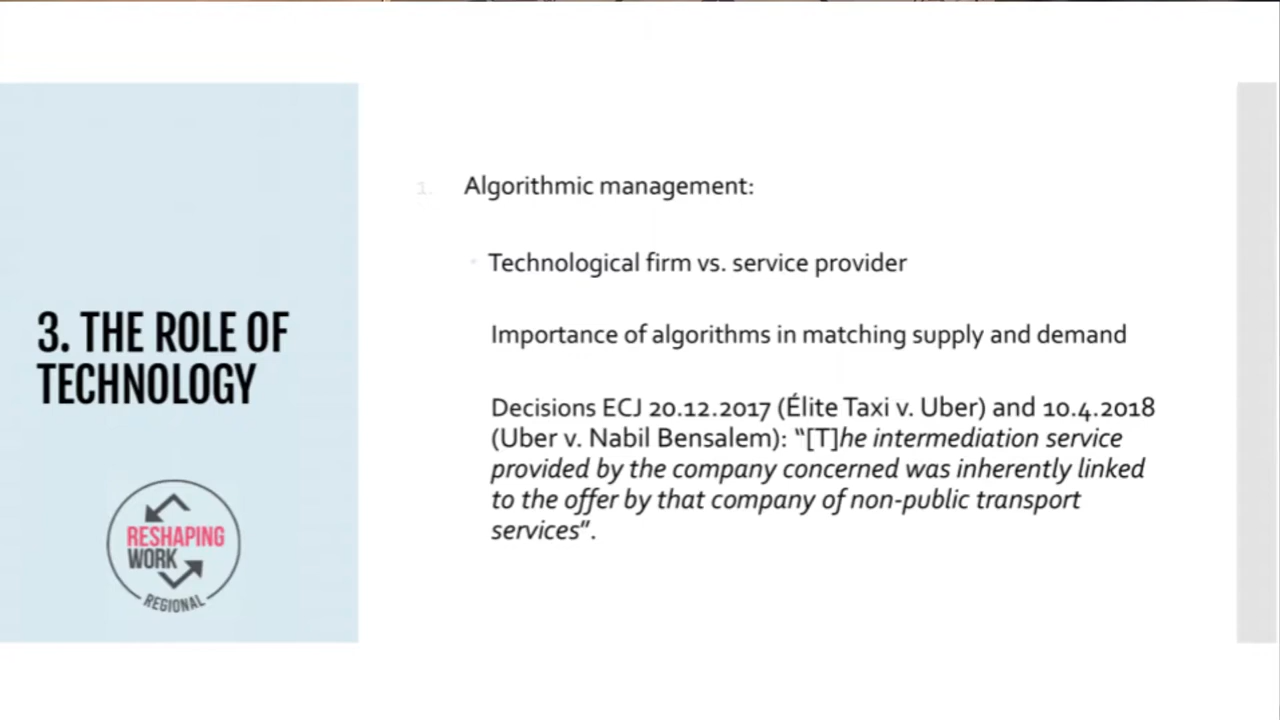 3. THE ROLE OF
TECHNOLOGY
RESHAPING
WORK
REGIONAL
1. Algorithmic management:
Technological firm vs. service provider
Importance of algorithms in matching supply and demand
Decisions ECJ 20.12.2017 (Élite Taxi v. Uber) and 10.4.2018
(Uber v. Nabil Bensalem): “[T]he intermediation service
provided by the company concerned was inherently linked
to the offer by that company of non-public transport
services”.